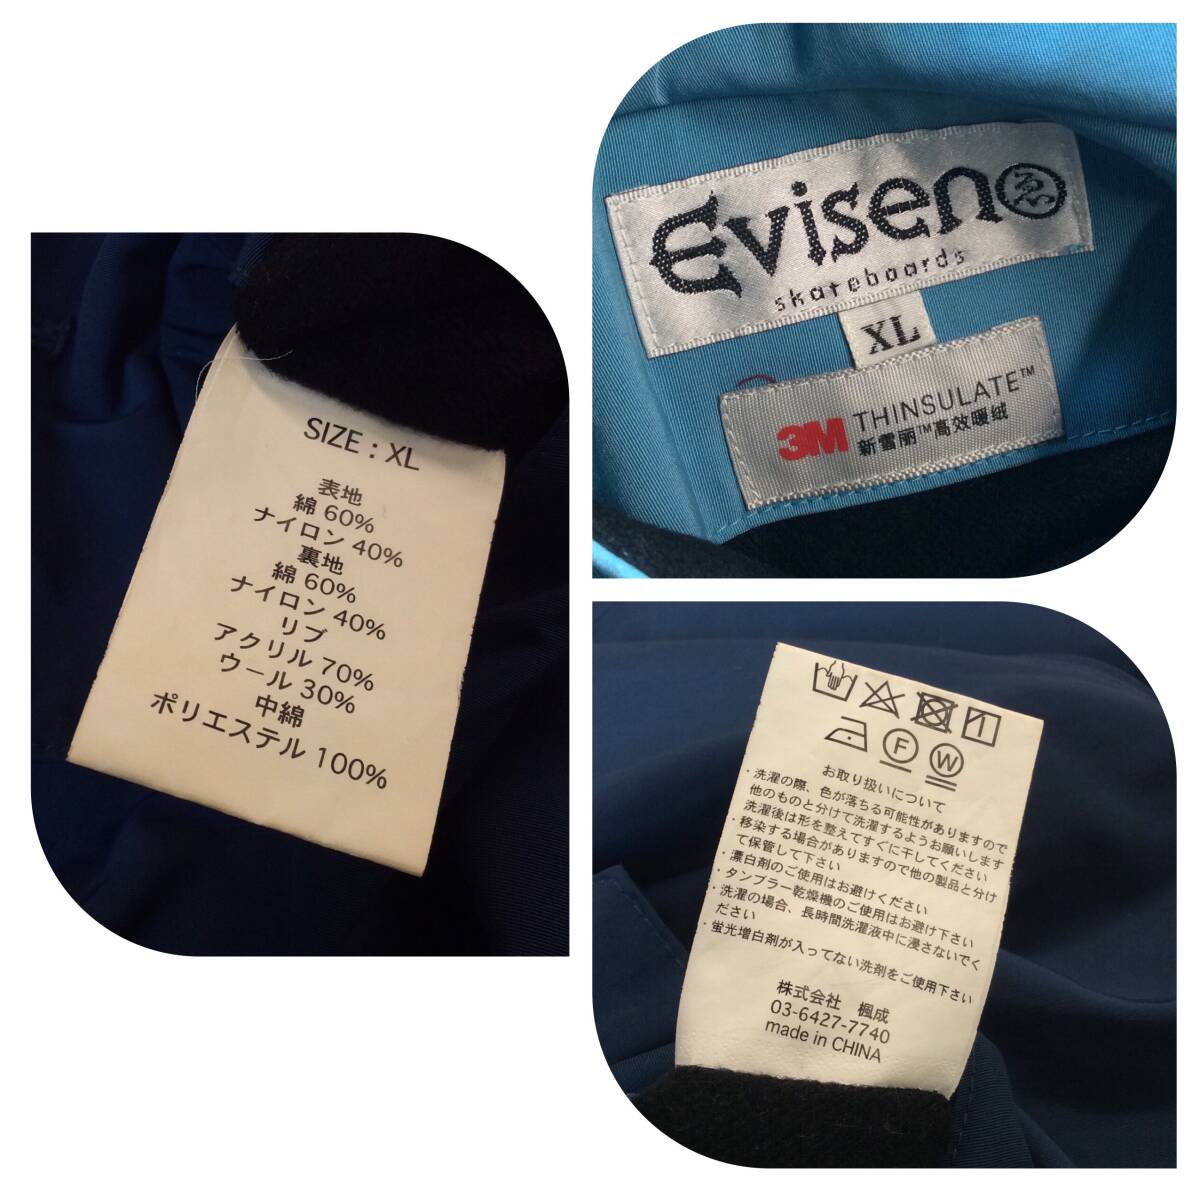 SIZE : XL
表地
綿 60%
ナイロン 40%
裏地
綿 60%
ナイロン 40%
リブ
アクリル 70%
ウール 30%
中綿
ポリエステル 100%
Evisen ゑ
skateboards
XL
3M THINSULATE™
新雪丽™高效暖绒
F W
お取り扱いについて
・洗濯の際、色が落ちる可能性がありますので
他のものと分けて洗濯するようお願いします
洗濯後は形を整えてすぐに干してください
・移染する場合がありますので他の製品と分け
て保管して下さい
・漂白剤のご使用はお避けください
・タンブラー乾燥機のご使用はお避け下さい
・洗濯の場合、長時間洗濯液中に浸さないでく
ださい
・蛍光増白剤が入ってない洗剤をご使用下さい
株式会社 楓成
03-6427-7740
made in CHINA